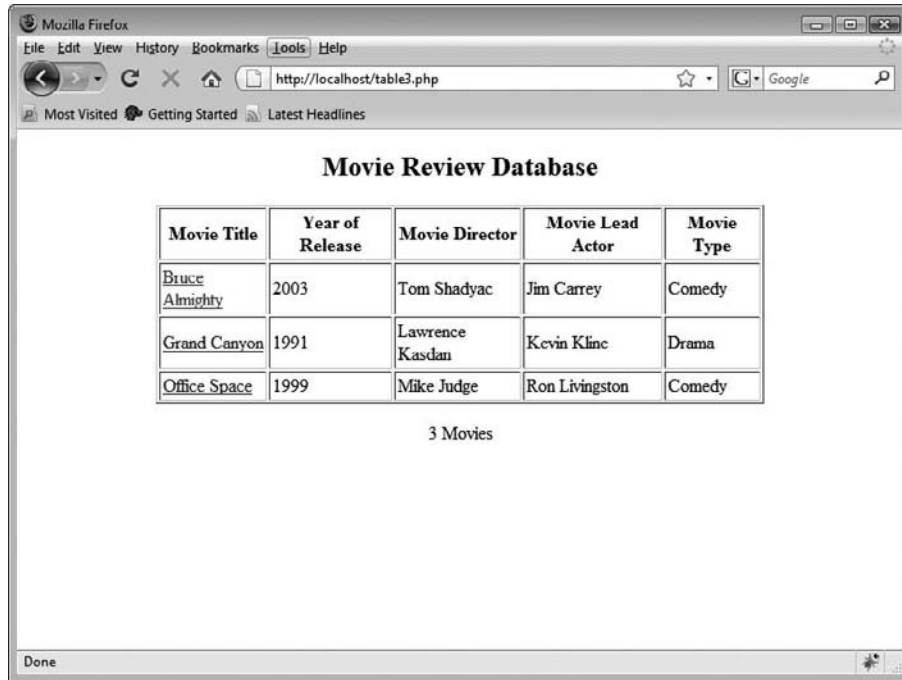 Mozilla Firefox
File Edit View History Bookmarks Tools Help
http://localhost/table3.php
G Google
Most Visited Getting Started Latest Headlines
Movie Review Database
Movie Title Year of Release Movie Director Movie Lead Actor Movie Type
Bruce Almighty 2003 Tom Shadyac Jim Carrey Comedy
Grand Canyon 1991 Lawrence Kasdan Kevin Kline Drama
Office Space 1999 Mike Judge Ron Livingston Comedy
3 Movies
Done